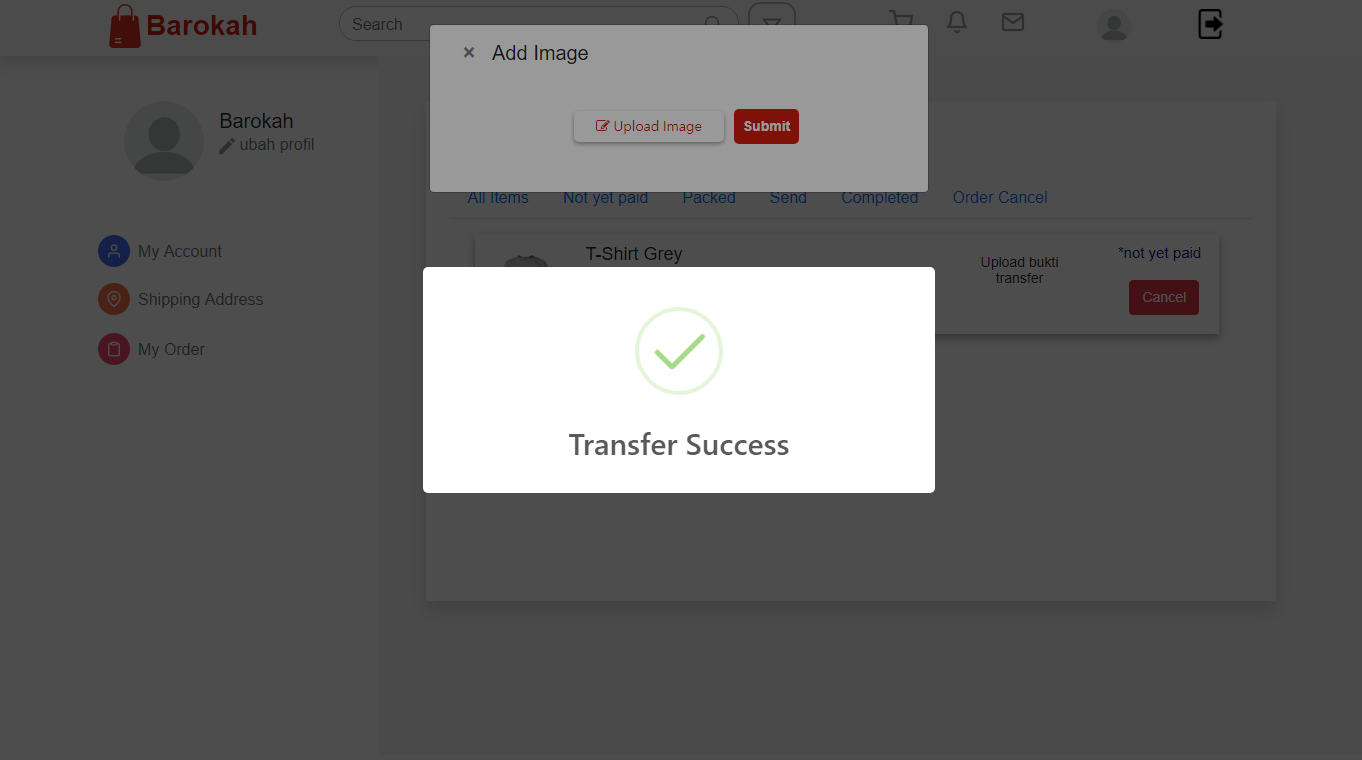 Barokah
Search
× Add Image
Upload Image
Submit
Barokah
ubah profil
All Items
Not yet paid
Packed
Send
Completed
Order Cancel
My Account
Shipping Address
My Order
T-Shirt Grey
Upload bukti
transfer
*not yet paid
Cancel
Transfer Success